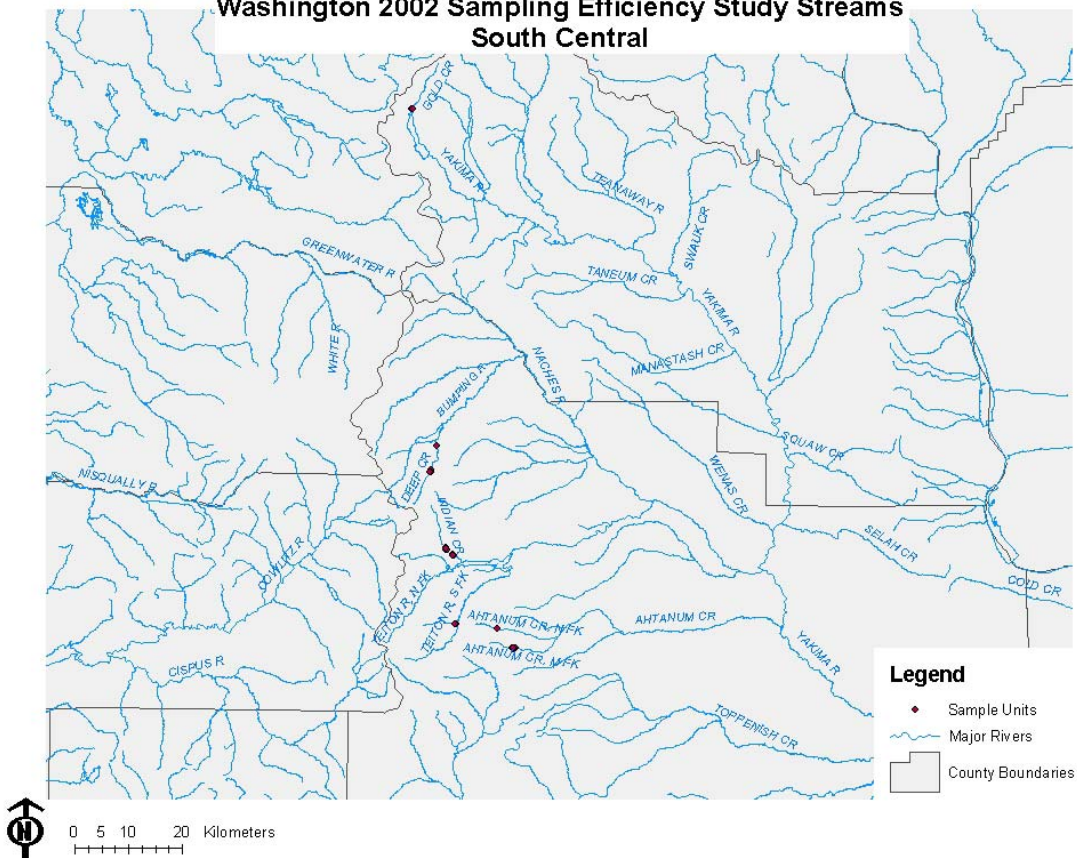 Washington 2002 Sampling Efficiency Study Streams
South Central
GOLD CR
YAKIMA R
TEANAWAY R
SWAUK CR
GREENWATER R
TANEUM CR
YAKIMA R
WHITE R
MANASTASH CR
NACHES R
BUMPING R
SQUAW CR
NISQUALLY R
DEEP CR
WENAS CR
INDIAN CR
SELAH CR
COWLITZ R
COLD CR
TEITON R, N FK
TEITON R, S FK
AHTANUM CR, N FK
AHTANUM CR
AHTANUM CR, M FK
YAKIMA R
CISPUS R
TOPPENISH CR
Legend
Sample Units
Major Rivers
County Boundaries
N
0 5 10 20 Kilometers